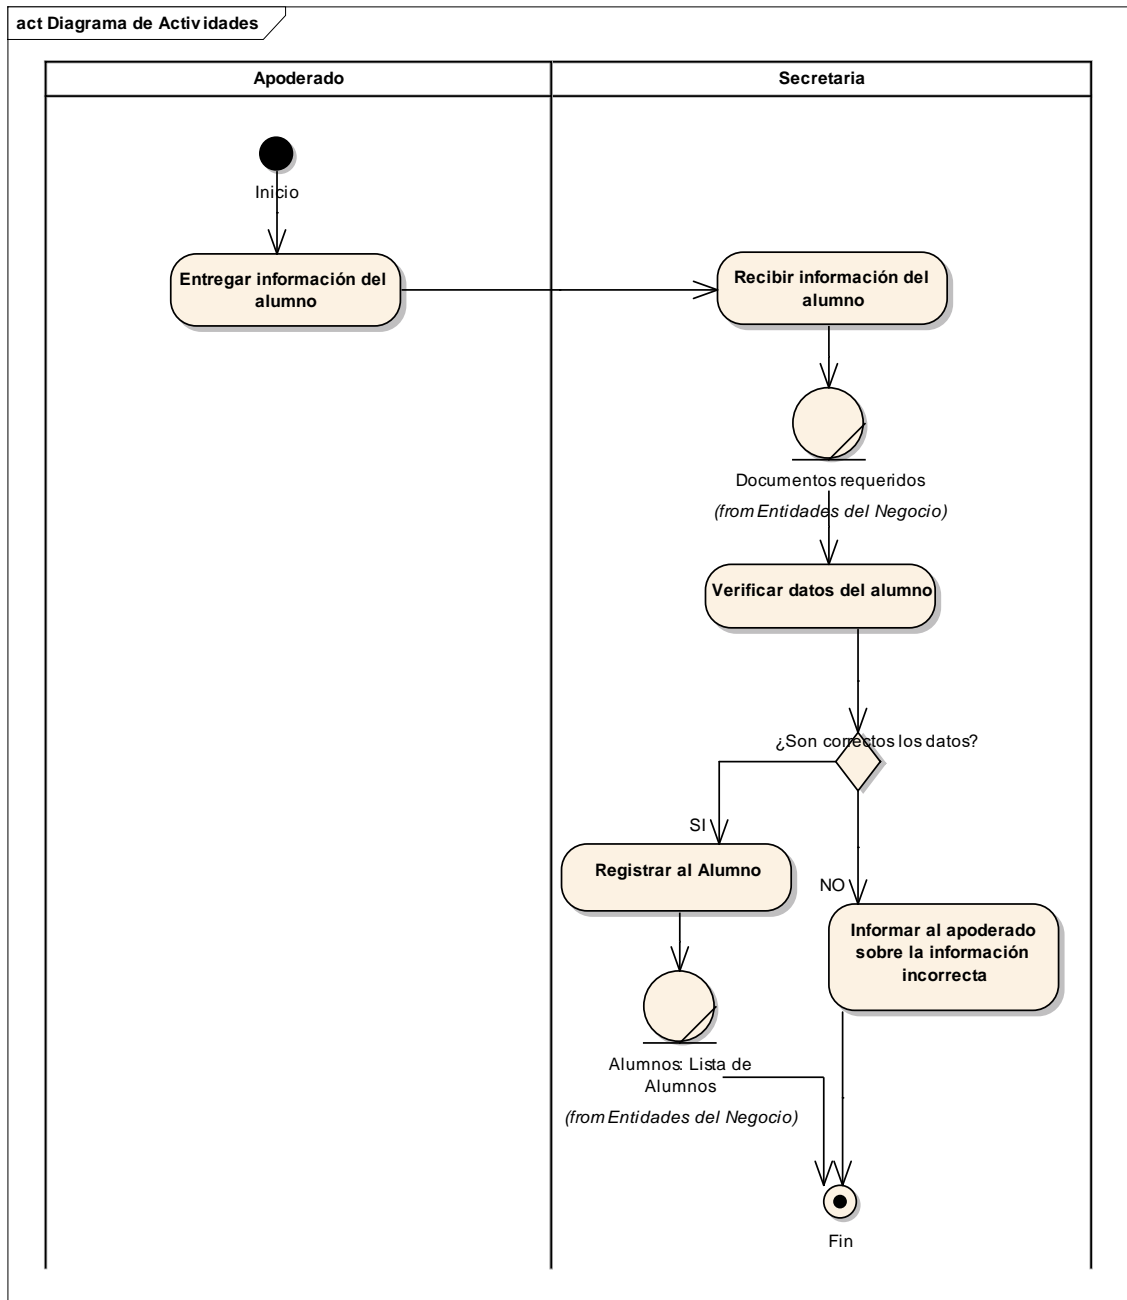 act Diagrama de Actividades
Apoderado
Secretaria
Inicio
Entregar información del
alumno
Recibir información del
alumno
Documentos requeridos
(from Entidades del Negocio)
Verificar datos del alumno
¿Son correctos los datos?
SI
Registrar al Alumno
NO
Informar al apoderado
sobre la información
incorrecta
Alumnos: Lista de
Alumnos
(from Entidades del Negocio)
Fin